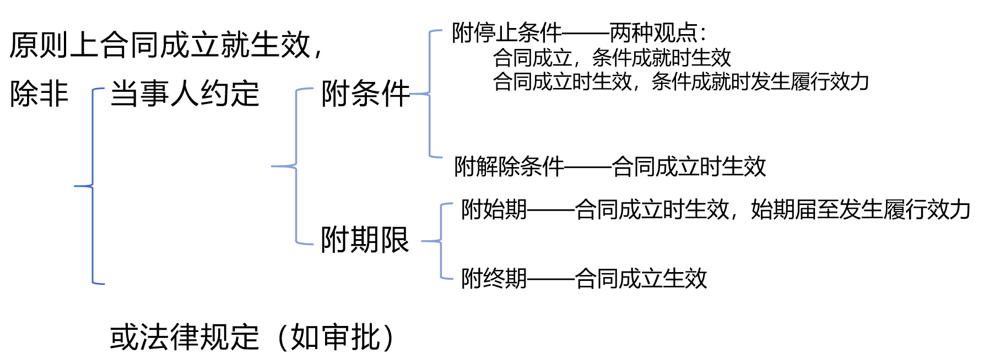 原则上合同成立就生效，
除非
当事人约定
附条件
附停止条件——两种观点：
合同成立，条件成就时生效
合同成立时生效，条件成就时发生履行效力
附解除条件——合同成立时生效
附期限
附始期——合同成立时生效，始期届至发生履行效力
附终期——合同成立生效
或法律规定（如审批）